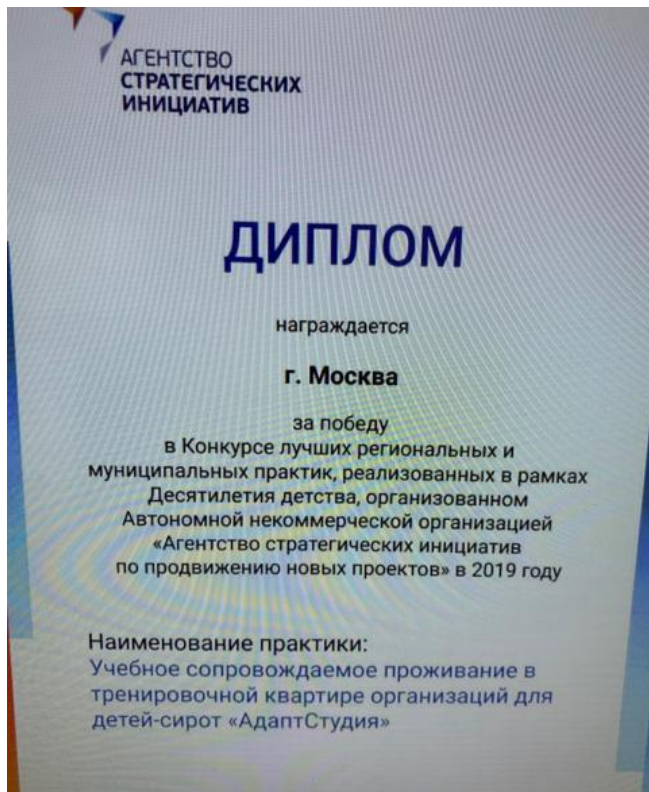 АГЕНТСТВО
СТРАТЕГИЧЕСКИХ
ИНИЦИАТИВ
ДИПЛОМ
награждается
г. Москва
за победу
в Конкурсе лучших региональных и
муниципальных практик, реализованных в рамках
Десятилетия детства, организованном
Автономной некоммерческой организацией
«Агентство стратегических инициатив
по продвижению новых проектов» в 2019 году
Наименование практики:
Учебное сопровождаемое проживание в
тренировочной квартире организаций для
детей-сирот «АдаптСтудия»